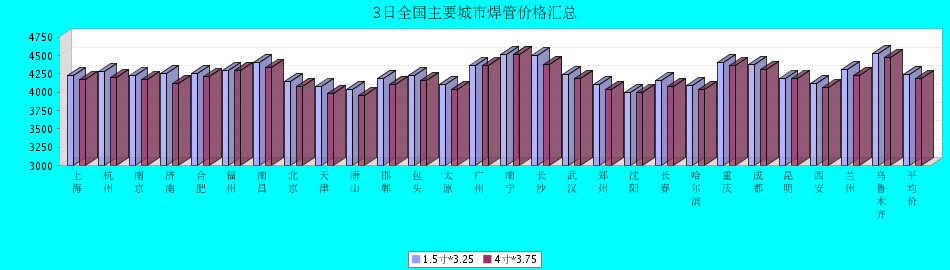 3日全国主要城市焊管价格汇总
4750
4500
4250
4000
3750
3500
3250
3000
上海 杭州 南京 济南 合肥 福州 南昌 北京 天津 唐山 邯郸 包头 太原 广州 南宁 长沙 武汉 郑州 沈阳 长春 哈尔滨 重庆 成都 昆明 西安 兰州 乌鲁木齐 平均价
1.5寸*3.25 4寸*3.75